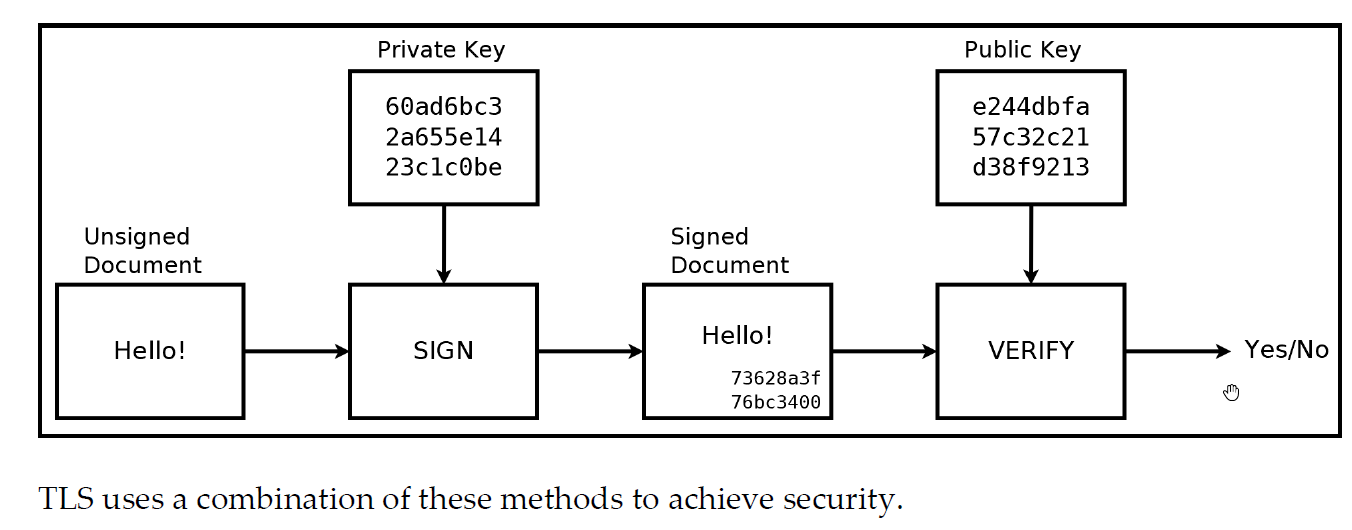 Private Key
Public Key
60ad6bc3
2a655e14
23c1c0be
e244dbfa
57c32c21
d38f9213
Unsigned
Document
Signed
Document
Hello!
SIGN
Hello!
73628a3f
76bc3400
VERIFY
Yes/No
TLS uses a combination of these methods to achieve security.